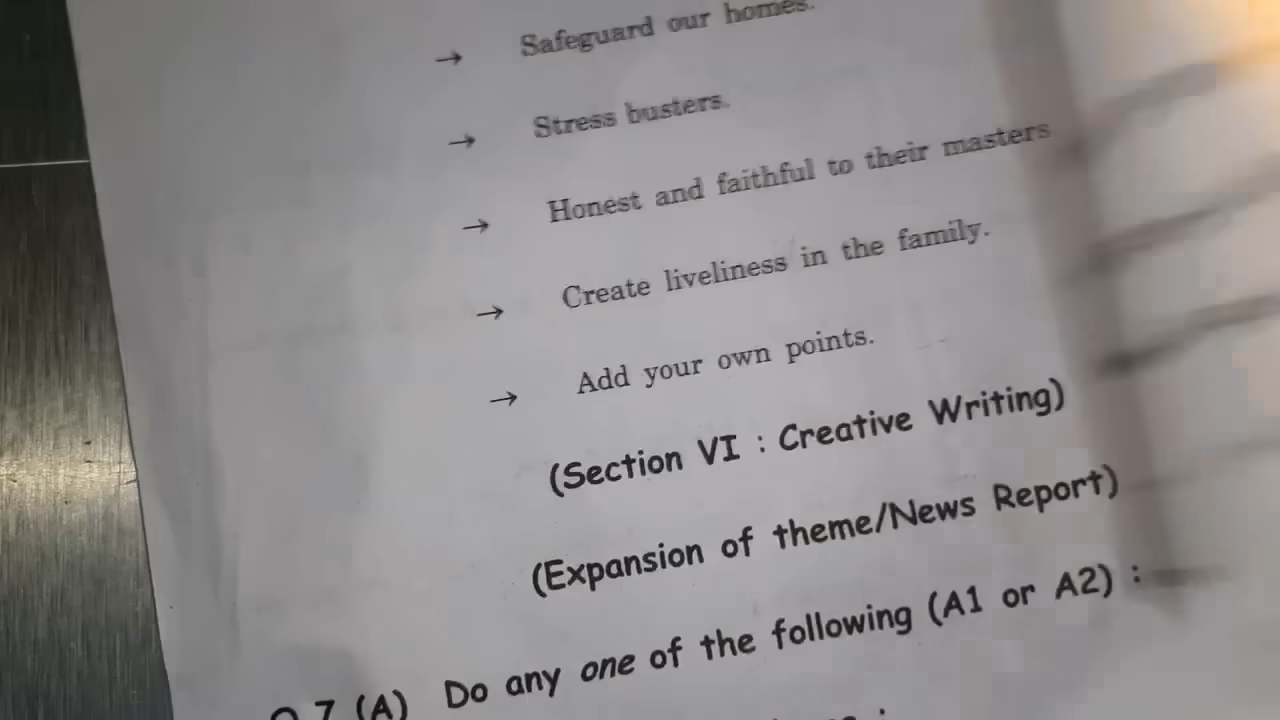 → Safeguard our homes.
→ Stress busters.
→ Honest and faithful to their masters
→ Create liveliness in the family.
→ Add your own points.
(Section VI : Creative Writing)
(Expansion of theme/News Report)
Q.7 (A) Do any one of the following (A1 or A2) :